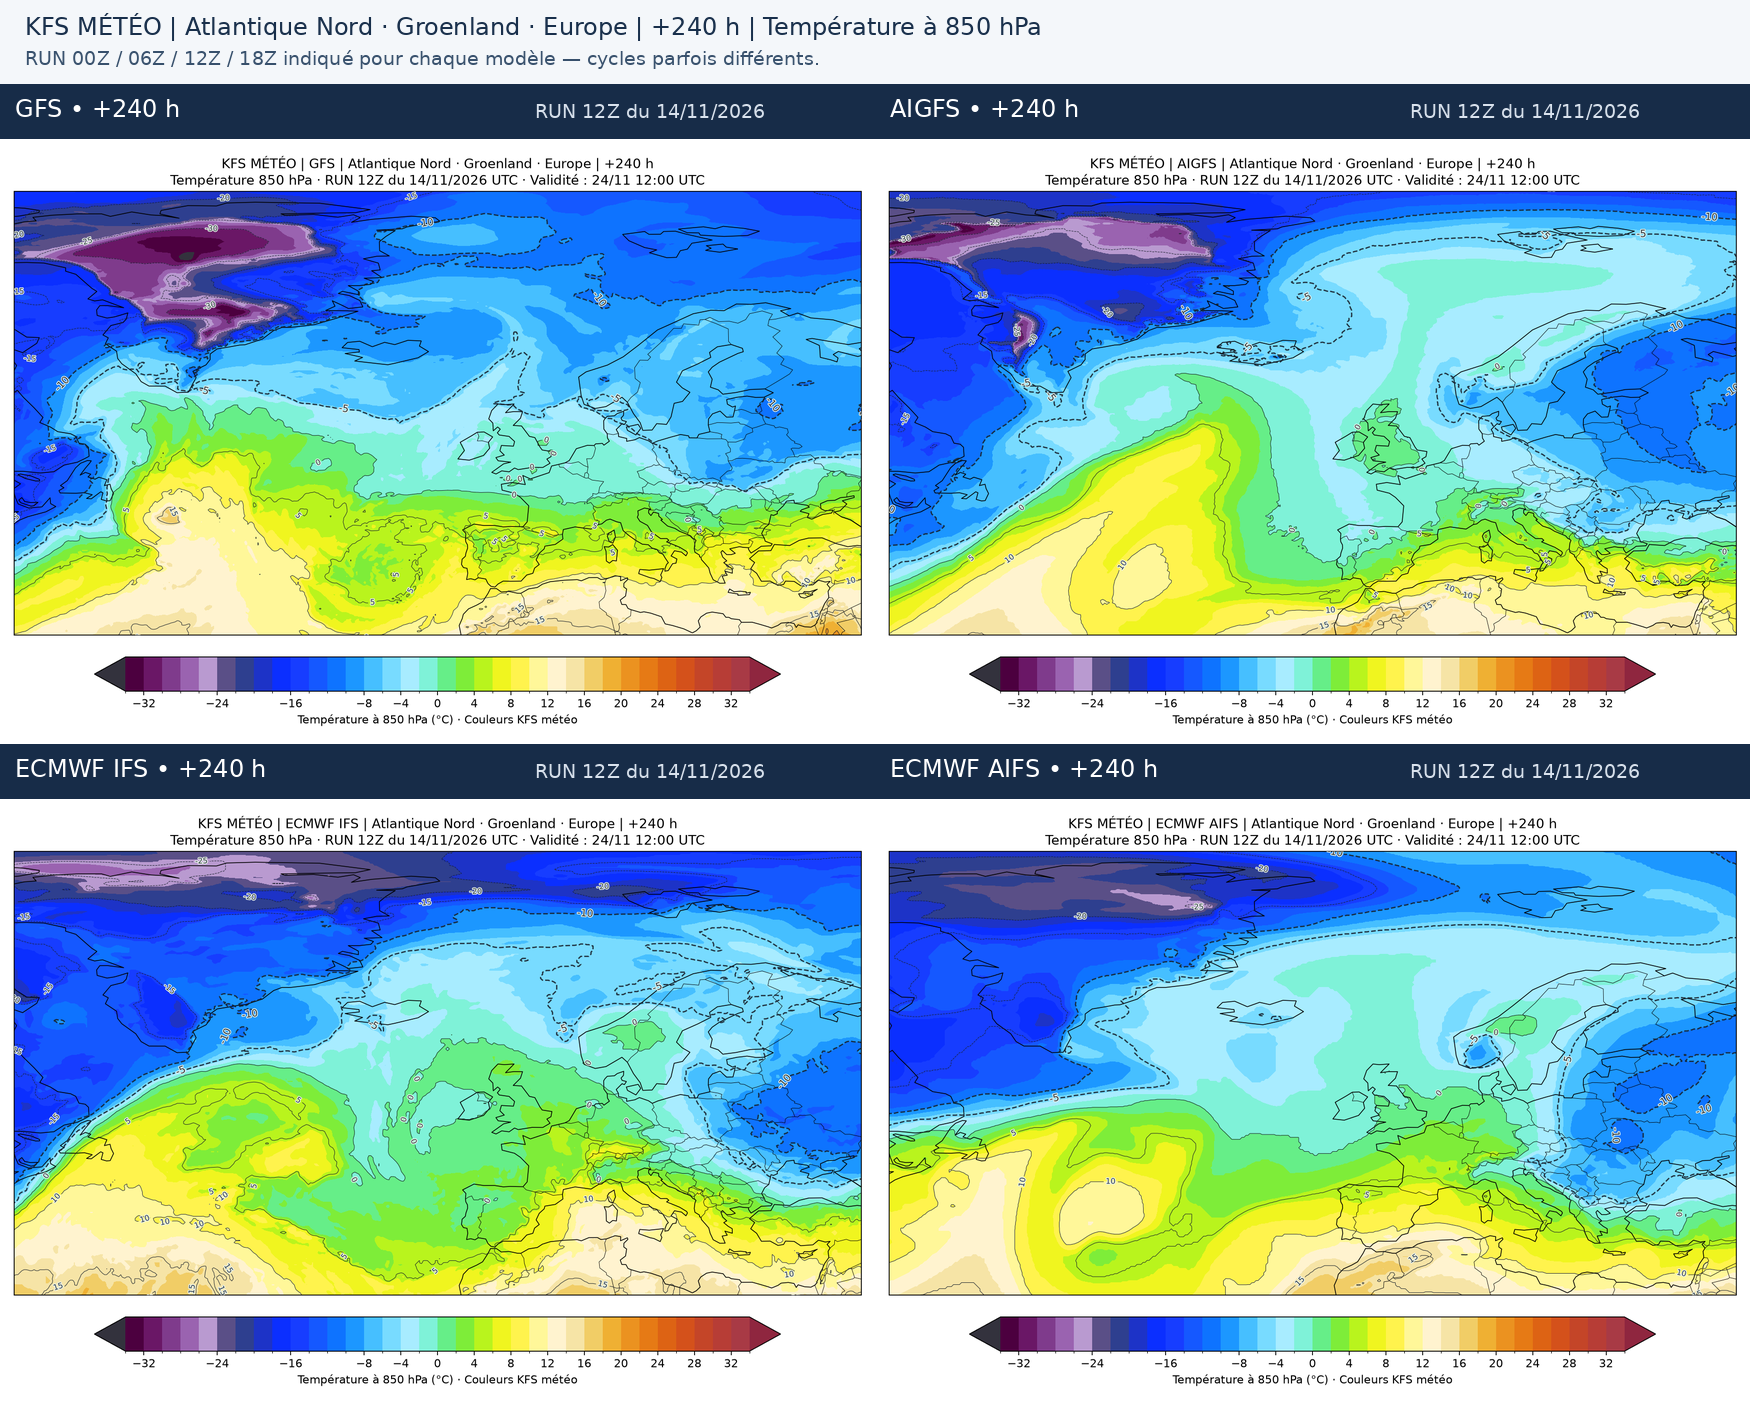 KFS MÉTÉO | Atlantique Nord · Groenland · Europe | +240 h | Température à 850 hPa
RUN 00Z / 06Z / 12Z / 18Z indiqué pour chaque modèle — cycles parfois différents.
GFS • +240 h
RUN 12Z du 14/11/2026
AIGFS • +240 h
RUN 12Z du 14/11/2026
KFS MÉTÉO | GFS | Atlantique Nord · Groenland · Europe | +240 h
Température 850 hPa · RUN 12Z du 14/11/2026 UTC · Validité : 24/11 12:00 UTC
KFS MÉTÉO | AIGFS | Atlantique Nord · Groenland · Europe | +240 h
Température 850 hPa · RUN 12Z du 14/11/2026 UTC · Validité : 24/11 12:00 UTC
−32 −24 −16 −8 −4 0 4 8 12 16 20 24 28 32
Température à 850 hPa (°C) · Couleurs KFS météo
−32 −24 −16 −8 −4 0 4 8 12 16 20 24 28 32
Température à 850 hPa (°C) · Couleurs KFS météo
ECMWF IFS • +240 h
RUN 12Z du 14/11/2026
ECMWF AIFS • +240 h
RUN 12Z du 14/11/2026
KFS MÉTÉO | ECMWF IFS | Atlantique Nord · Groenland · Europe | +240 h
Température 850 hPa · RUN 12Z du 14/11/2026 UTC · Validité : 24/11 12:00 UTC
KFS MÉTÉO | ECMWF AIFS | Atlantique Nord · Groenland · Europe | +240 h
Température 850 hPa · RUN 12Z du 14/11/2026 UTC · Validité : 24/11 12:00 UTC
−32 −24 −16 −8 −4 0 4 8 12 16 20 24 28 32
Température à 850 hPa (°C) · Couleurs KFS météo
−32 −24 −16 −8 −4 0 4 8 12 16 20 24 28 32
Température à 850 hPa (°C) · Couleurs KFS météo